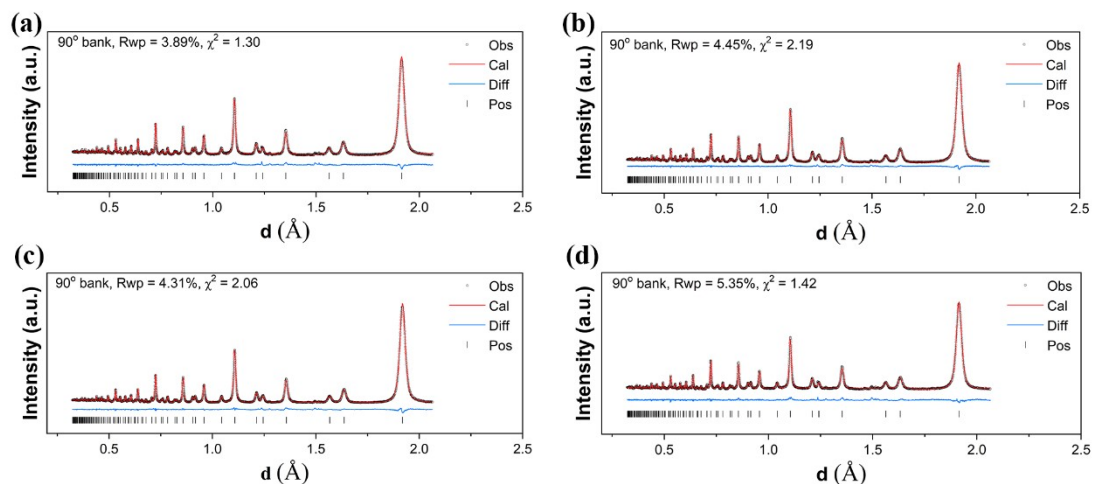 (a)
90° bank, Rwp = 3.89%, χ² = 1.30
Obs
Cal
Diff
Pos
Intensity (a.u.)
0.5 1.0 1.5 2.0 2.5
d (Å)
(b)
90° bank, Rwp = 4.45%, χ² = 2.19
Obs
Cal
Diff
Pos
Intensity (a.u.)
0.5 1.0 1.5 2.0 2.5
d (Å)
(c)
90° bank, Rwp = 4.31%, χ² = 2.06
Obs
Cal
Diff
Pos
Intensity (a.u.)
0.5 1.0 1.5 2.0 2.5
d (Å)
(d)
90° bank, Rwp = 5.35%, χ² = 1.42
Obs
Cal
Diff
Pos
Intensity (a.u.)
0.5 1.0 1.5 2.0 2.5
d (Å)